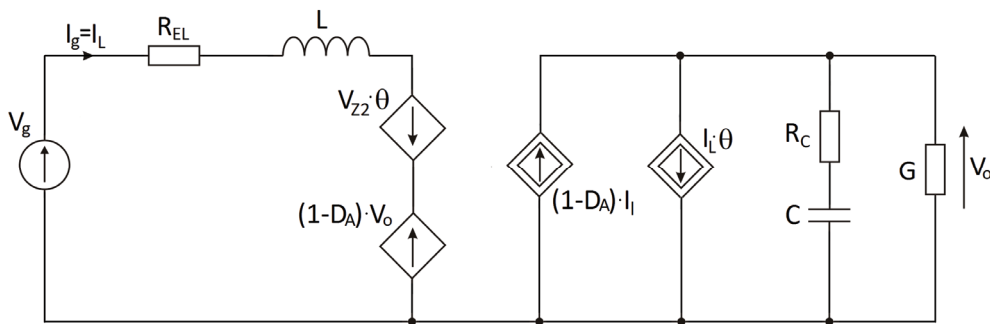 I_g=I_L
R_EL
L
V_g
V_Z2·θ
(1-D_A)·V_o
(1-D_A)·I_l
I_L·θ
R_C
C
G
V_o